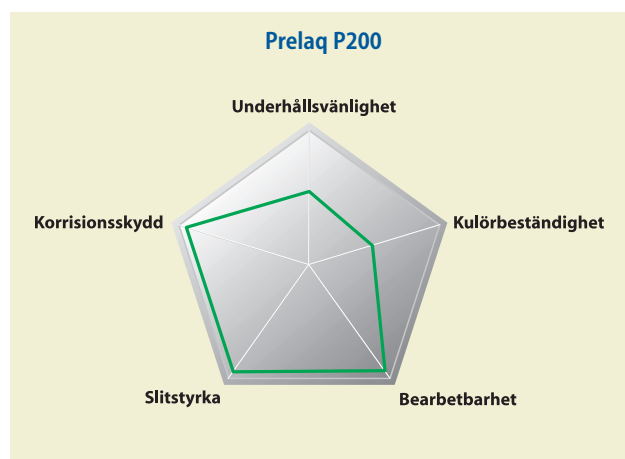 Prelaq P200
Underhållsvänlighet
Korrisionsskydd
Kulörbeständighet
Slitstyrka
Bearbetbarhet